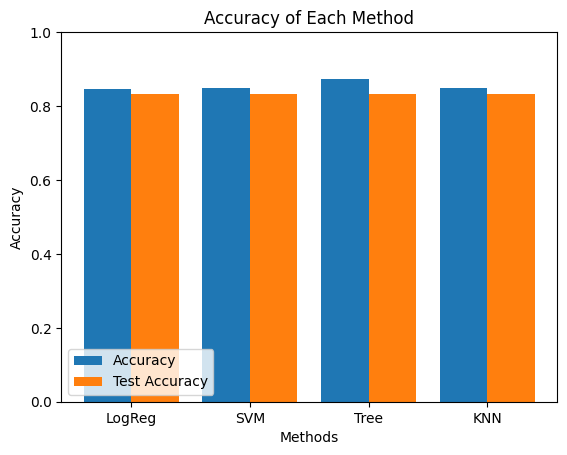 Accuracy of Each Method
1.0
0.8
0.6
0.4
0.2
0.0
Accuracy
Accuracy
Test Accuracy
LogReg SVM Tree KNN
Methods